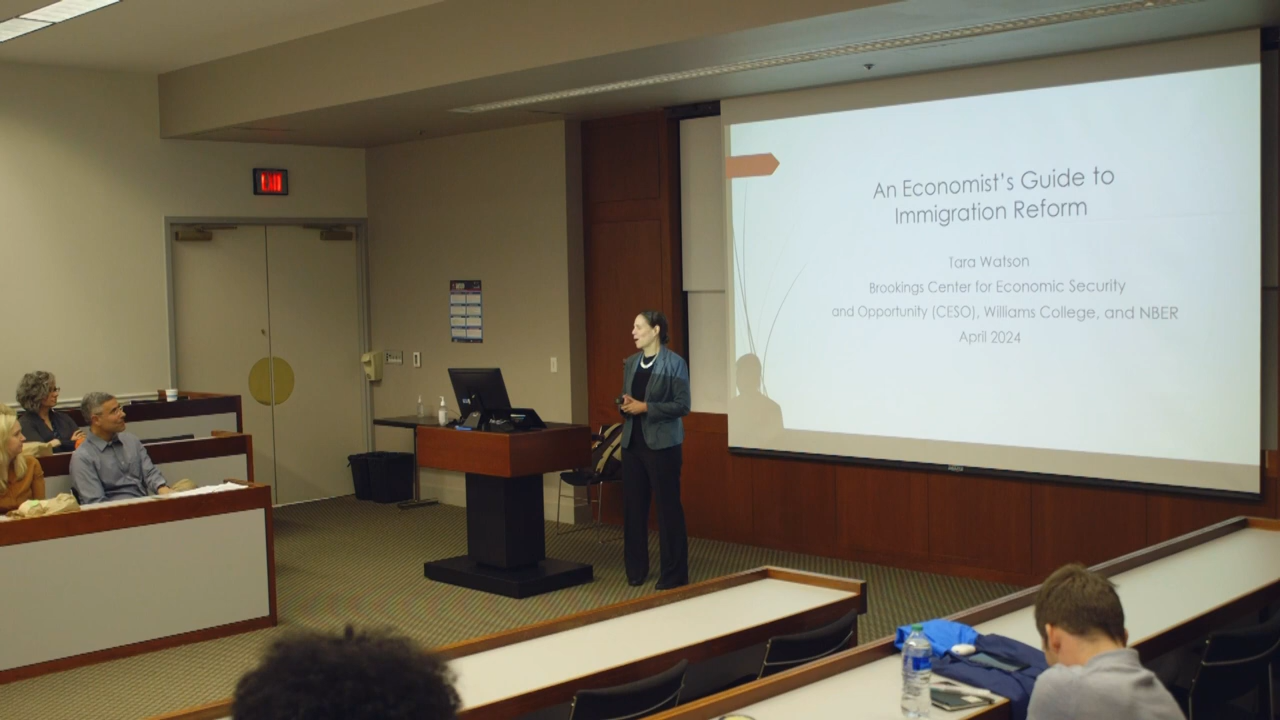 EXIT
An Economist's Guide to
Immigration Reform
Tara Watson
Brookings Center for Economic Security
and Opportunity (CESO), Williams College, and NBER
April 2024